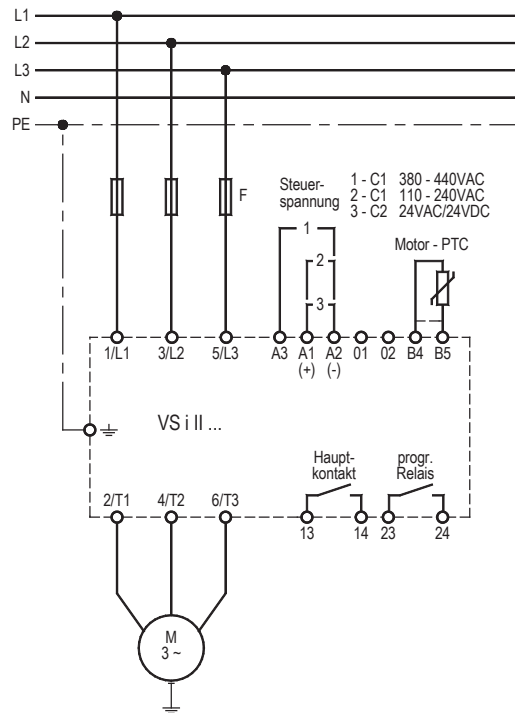 L1
L2
L3
N
PE
F
Steuer-
spannung
1 - C1 380 - 440VAC
2 - C1 110 - 240VAC
3 - C2 24VAC/24VDC
1
2
3
Motor - PTC
1/L1 3/L2 5/L3 A3 A1 A2 01 02 B4 B5
(+) (-)
VS i II ...
Haupt-
kontakt
progr.
Relais
2/T1 4/T2 6/T3
13 14 23 24
M
3 ~